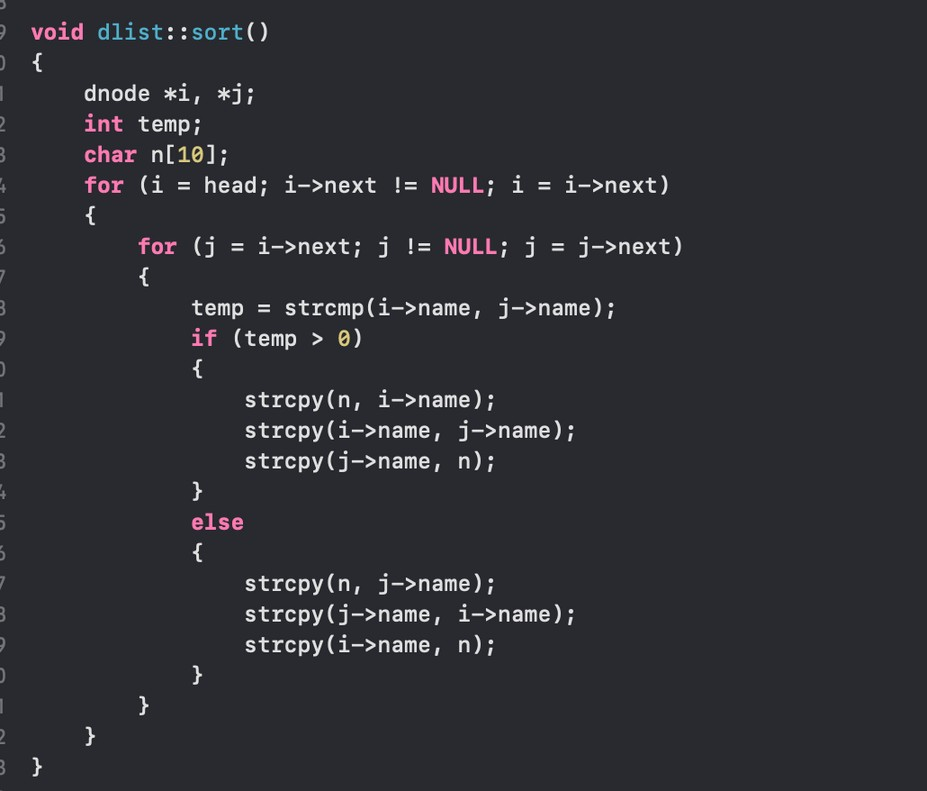 void dlist::sort()
{
    dnode *i, *j;
    int temp;
    char n[10];
    for (i = head; i->next != NULL; i = i->next)
    {
        for (j = i->next; j != NULL; j = j->next)
        {
            temp = strcmp(i->name, j->name);
            if (temp > 0)
            {
                strcpy(n, i->name);
                strcpy(i->name, j->name);
                strcpy(j->name, n);
            }
            else
            {
                strcpy(n, j->name);
                strcpy(j->name, i->name);
                strcpy(i->name, n);
            }
        }
    }
}